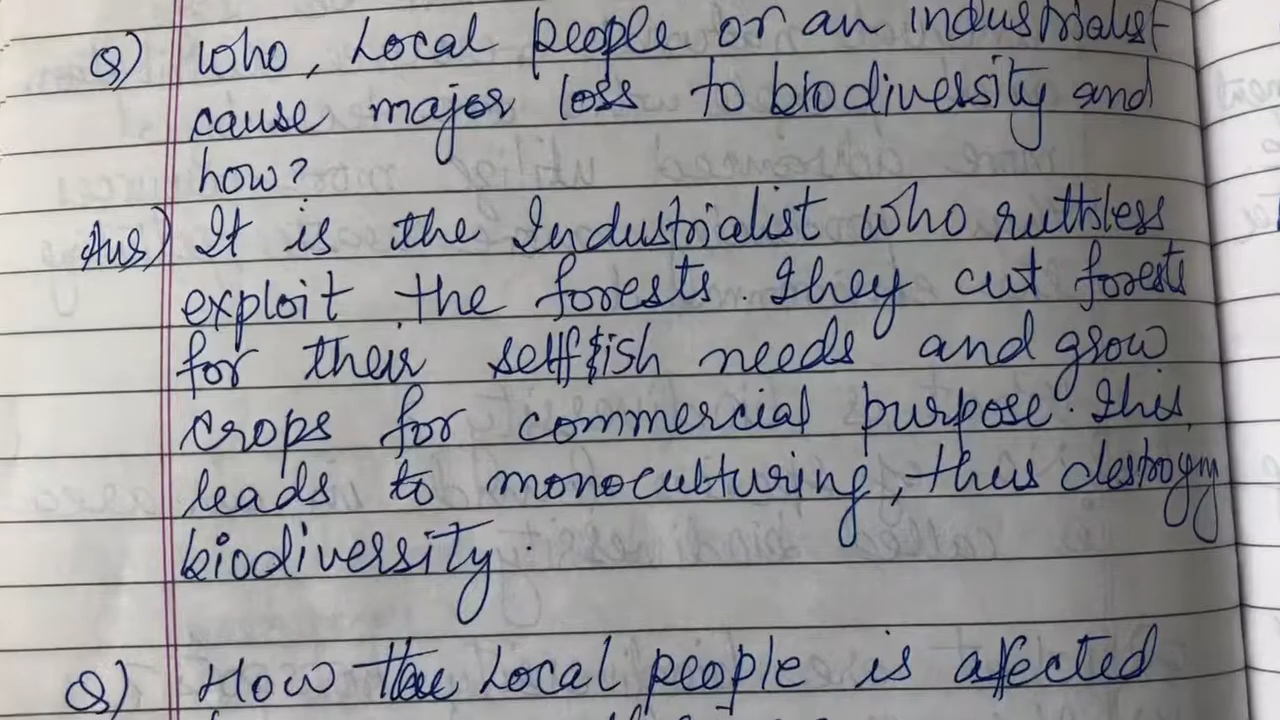 Q) Who, Local people or an industrialist
cause major loss to biodiversity and
how?
Ans) It is the Industrialist who ruthless
exploit the forests. They cut forests
for their selffish needs and grow
crops for commercial purpose. This
leads to monoculturing, thus destroyng
biodiversity.
Q) How the Local people is affected